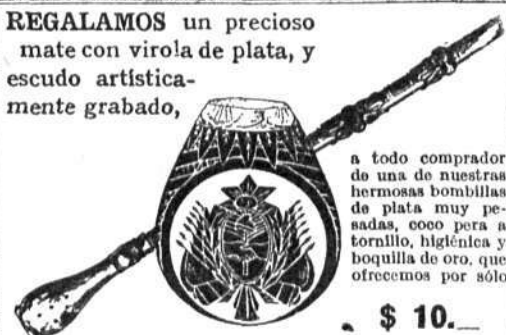 REGALAMOS un precioso
mate con virola de plata, y
escudo artística-
mente grabado,
a todo comprador
de una de nuestras
hermosas bombillas
de plata muy pe-
sadas, coco pera a
tornillo, higiénica y
boquilla de oro, que
ofrecemos por sólo
$ 10.__